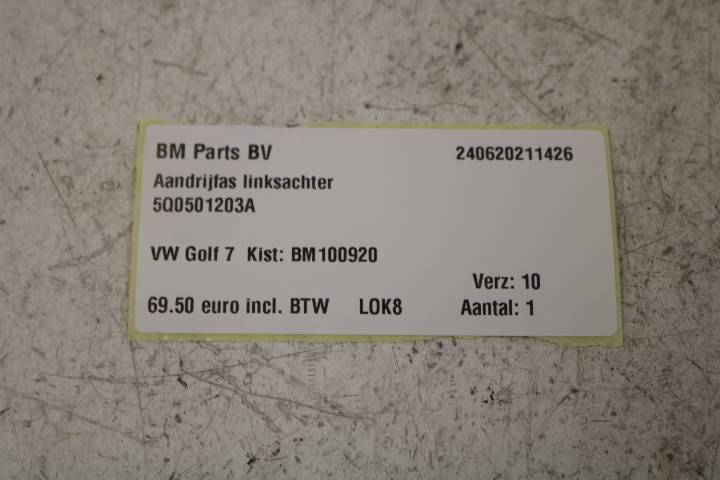 BM Parts BV 240620211426
Aandrijfas linksachter
5Q0501203A
VW Golf 7 Kist: BM100920
Verz: 10
69.50 euro incl. BTW LOK8 Aantal: 1